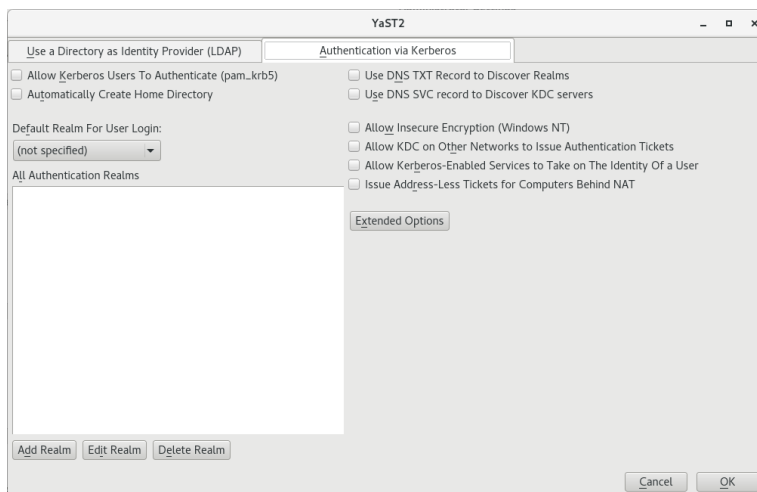 YaST2
Use a Directory as Identity Provider (LDAP)
Authentication via Kerberos
Allow Kerberos Users To Authenticate (pam_krb5)
Automatically Create Home Directory
Default Realm For User Login:
(not specified)
All Authentication Realms
Add Realm
Edit Realm
Delete Realm
Use DNS TXT Record to Discover Realms
Use DNS SVC record to Discover KDC servers
Allow Insecure Encryption (Windows NT)
Allow KDC on Other Networks to Issue Authentication Tickets
Allow Kerberos-Enabled Services to Take on The Identity Of a User
Issue Address-Less Tickets for Computers Behind NAT
Extended Options
Cancel
OK